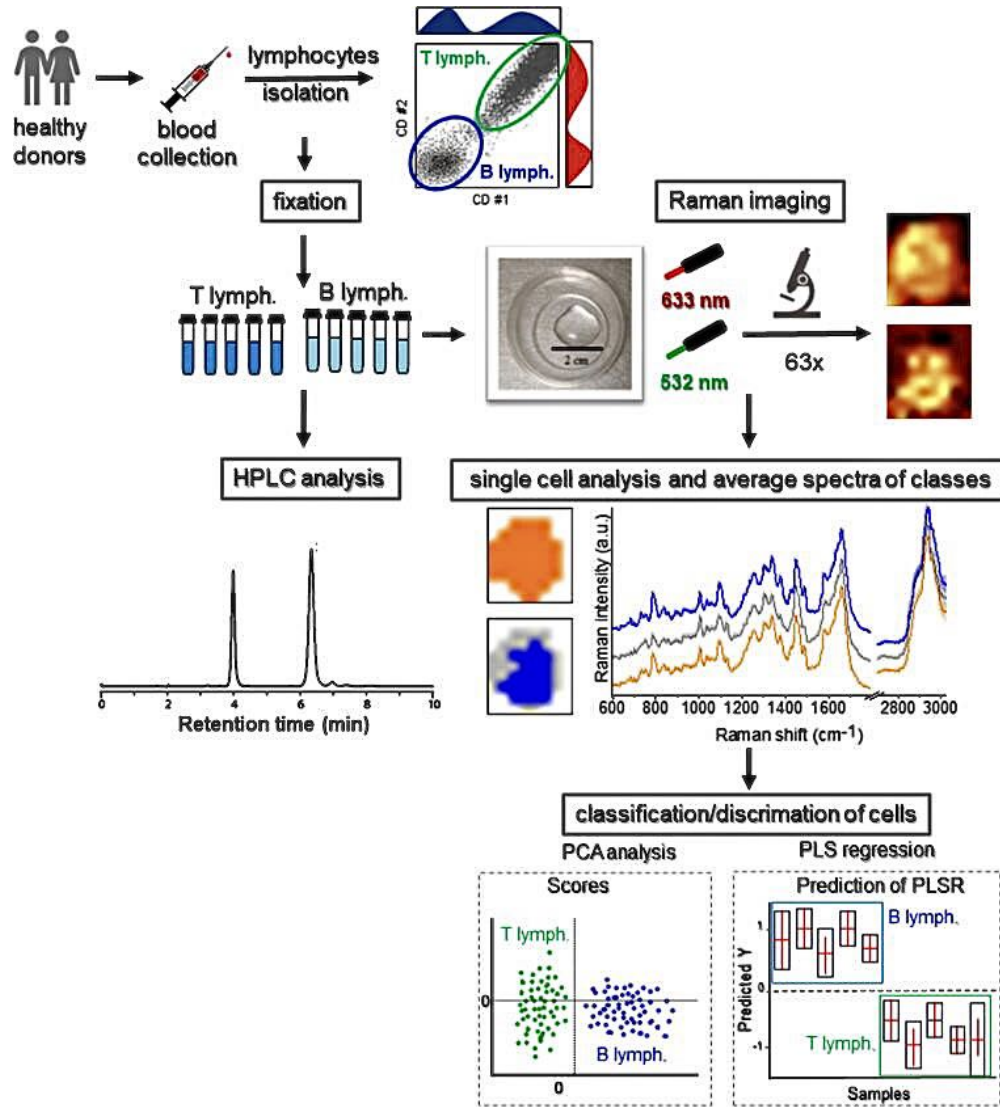 healthy
donors
blood
collection
lymphocytes
isolation
T lymph.
B lymph.
CD #2
CD #1
fixation
T lymph.
B lymph.
2 cm
Raman imaging
633 nm
532 nm
63x
HPLC analysis
0
2
4
6
8
10
Retention time (min)
single cell analysis and average spectra of classes
Raman intensity (a.u.)
600 800 1000 1200 1400 1600 2800 3000
Raman shift (cm-1)
classification/discrimation of cells
PCA analysis
Scores
T lymph.
B lymph.
0
0
PLS regression
Prediction of PLSR
B lymph.
T lymph.
Predicted Y
1
0
-1
Samples